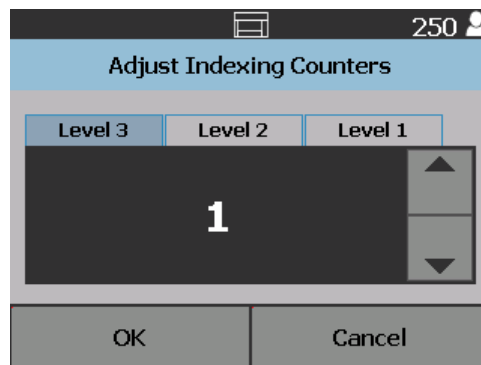 250
Adjust Indexing Counters
Level 3 Level 2 Level 1
1
OK Cancel